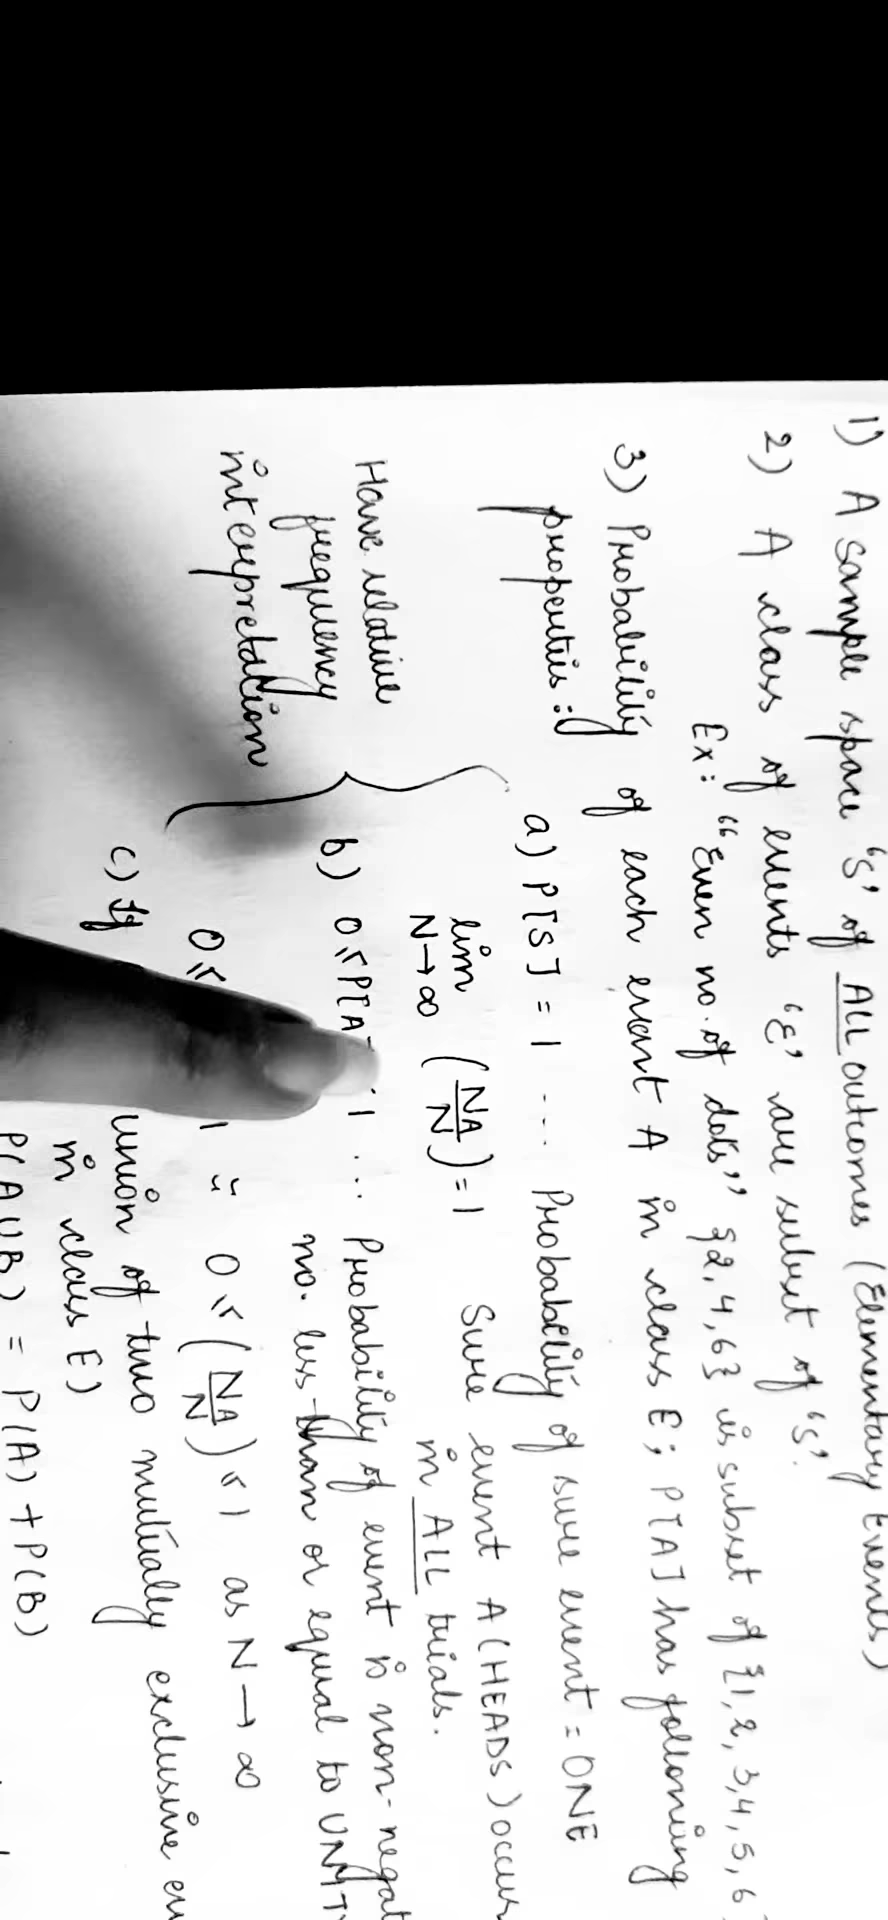 1) A sample space 'S' of ALL outcomes (Elementary Events)
2) A class of events 'ε' are subset of 'S'.
Ex: "Even no. of dots" {2, 4, 6} is subset of {1, 2, 3, 4, 5, 6}
3) Probability of each event A in class E; P[A] has following
properties:
a) P[S] = 1 ... Probability of sure event = ONE
lim N→∞ (NA/N) = 1 Sure event A (HEADS) occurs
in ALL trials.
Have relative
frequency
interpretation
b) 0 ≤ P[A 1 ... Probability of event is non-negat
no. less than or equal to UNITY
0 ≤ 1 ≈ 0 ≤ (NA/N) ≤ 1 as N → ∞
c) If union of two mutually exclusive ev
in class E)
P(A∪B) = P(A) + P(B)